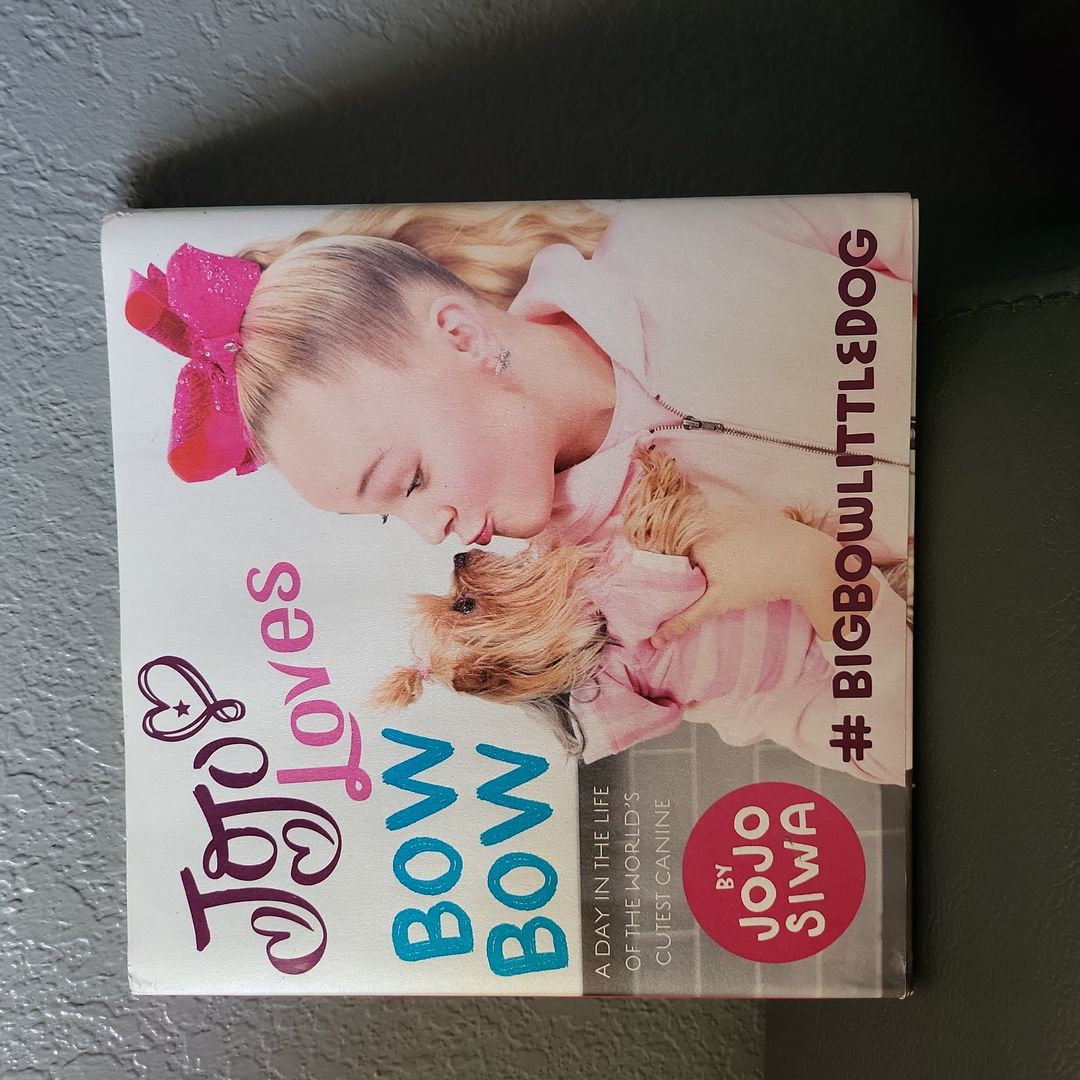 JoJo
Loves
BOW
BOW
A DAY IN THE LIFE
OF THE WORLD'S
CUTEST CANINE
BY
JOJO
SIWA
#BIGBOWLITTLEDOG